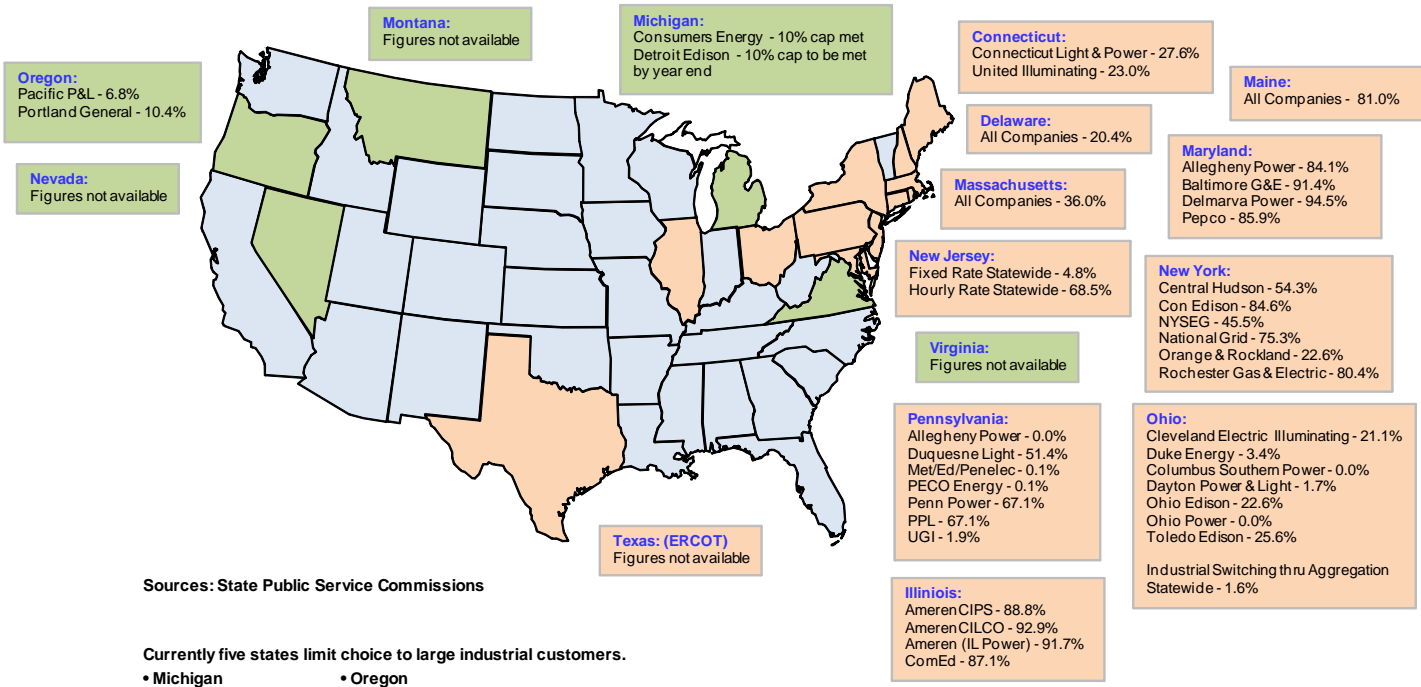 Montana:
Figures not available
Michigan:
Consumers Energy - 10% cap met
Detroit Edison - 10% cap to be met
by year end
Connecticut:
Connecticut Light & Power - 27.6%
United Illuminating - 23.0%
Oregon:
Pacific P&L - 6.8%
Portland General - 10.4%
Maine:
All Companies - 81.0%
Delaware:
All Companies - 20.4%
Maryland:
Allegheny Power - 84.1%
Baltimore G&E - 91.4%
Delmarva Power - 94.5%
Pepco - 85.9%
Nevada:
Figures not available
Massachusetts:
All Companies - 36.0%
New Jersey:
Fixed Rate Statewide - 4.8%
Hourly Rate Statewide - 68.5%
New York:
Central Hudson - 54.3%
Con Edison - 84.6%
NYSEG - 45.5%
National Grid - 75.3%
Orange & Rockland - 22.6%
Rochester Gas & Electric - 80.4%
Virginia:
Figures not available
Pennsylvania:
Allegheny Power - 0.0%
Duquesne Light - 51.4%
Met/Ed/Penelec - 0.1%
PECO Energy - 0.1%
Penn Power - 67.1%
PPL - 67.1%
UGI - 1.9%
Ohio:
Cleveland Electric Illuminating - 21.1%
Duke Energy - 3.4%
Columbus Southern Power - 0.0%
Dayton Power & Light - 1.7%
Ohio Edison - 22.6%
Ohio Power - 0.0%
Toledo Edison - 25.6%
Industrial Switching thru Aggregation
Statewide - 1.6%
Texas: (ERCOT)
Figures not available
Sources: State Public Service Commissions
Illiniois:
Ameren CIPS - 88.8%
Ameren CILCO - 92.9%
Ameren (IL Power) - 91.7%
ComEd - 87.1%
Currently five states limit choice to large industrial customers.
• Michigan • Oregon